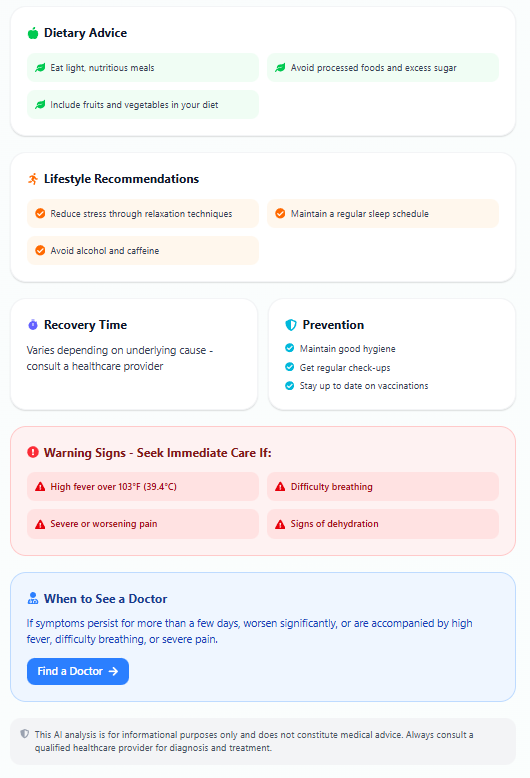 Dietary Advice
Eat light, nutritious meals
Avoid processed foods and excess sugar
Include fruits and vegetables in your diet
Lifestyle Recommendations
Reduce stress through relaxation techniques
Maintain a regular sleep schedule
Avoid alcohol and caffeine
Recovery Time
Varies depending on underlying cause -
consult a healthcare provider
Prevention
Maintain good hygiene
Get regular check-ups
Stay up to date on vaccinations
Warning Signs - Seek Immediate Care If:
High fever over 103°F (39.4°C)
Difficulty breathing
Severe or worsening pain
Signs of dehydration
When to See a Doctor
If symptoms persist for more than a few days, worsen significantly, or are accompanied by high
fever, difficulty breathing, or severe pain.
Find a Doctor →
This AI analysis is for informational purposes only and does not constitute medical advice. Always consult a
qualified healthcare provider for diagnosis and treatment.